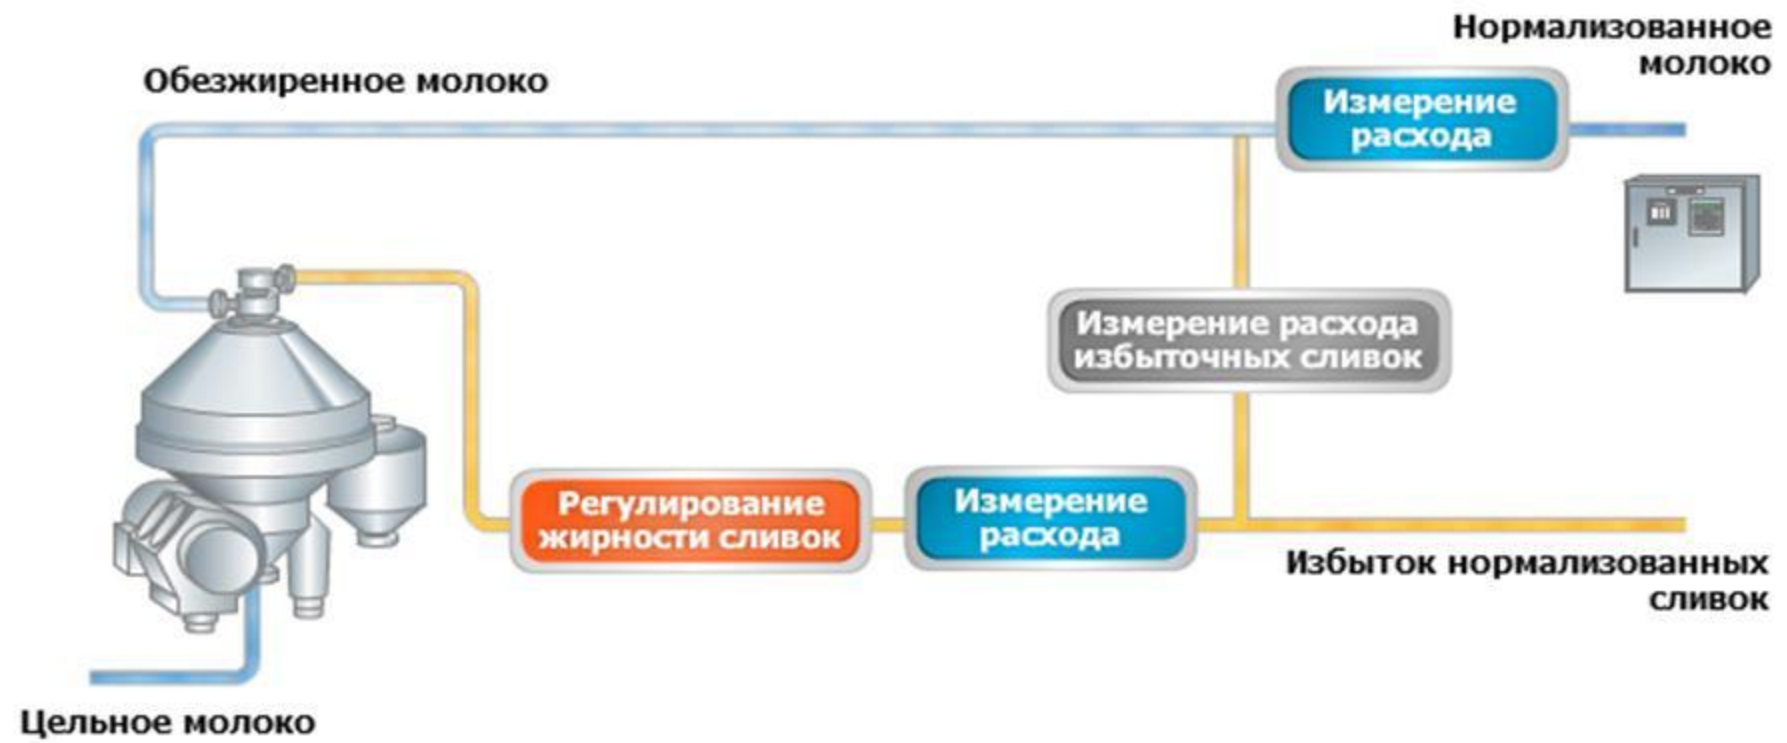 Нормализованное
молоко
Обезжиренное молоко
Измерение
расхода
Измерение расхода
избыточных сливок
Регулирование
жирности сливок
Измерение
расхода
Избыток нормализованных
сливок
Цельное молоко